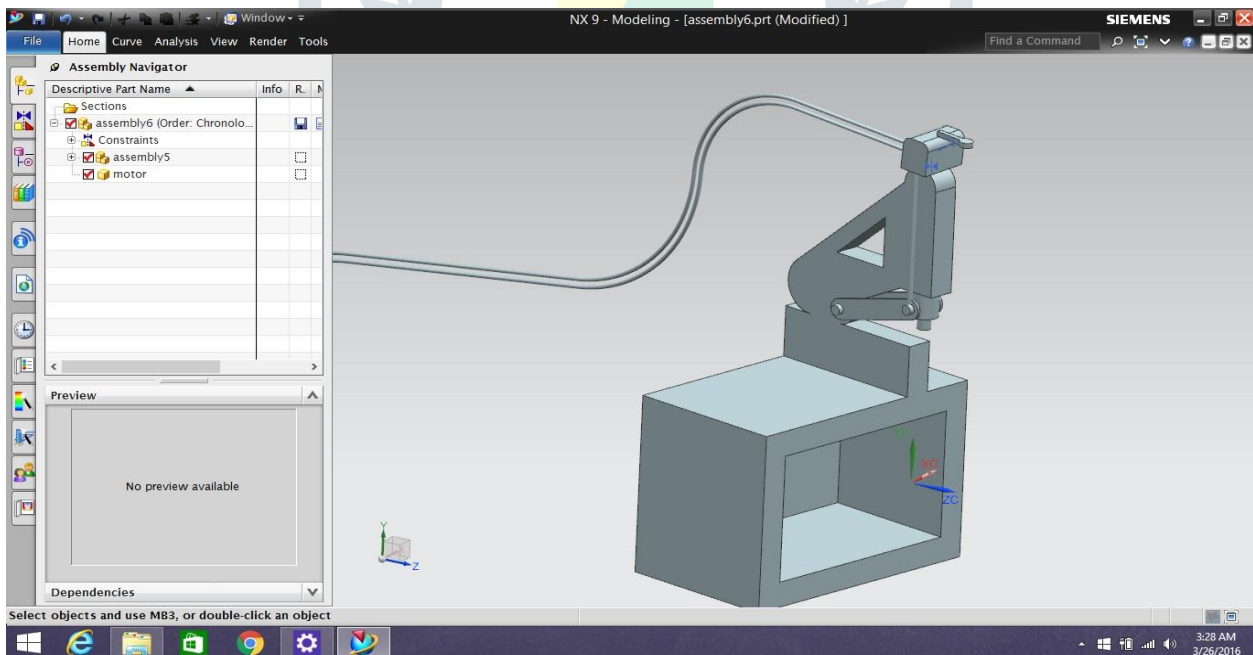 Window
NX 9 - Modeling - [assembly6.prt (Modified) ]
SIEMENS
File Home Curve Analysis View Render Tools
Find a Command
Assembly Navigator
Descriptive Part Name Info R..
Sections
assembly6 (Order: Chronolo...
Constraints
assembly5
motor
Preview
No preview available
Dependencies
Select objects and use MB3, or double-click an object
XC
ZC
Y
Z
3:28 AM
3/26/2016